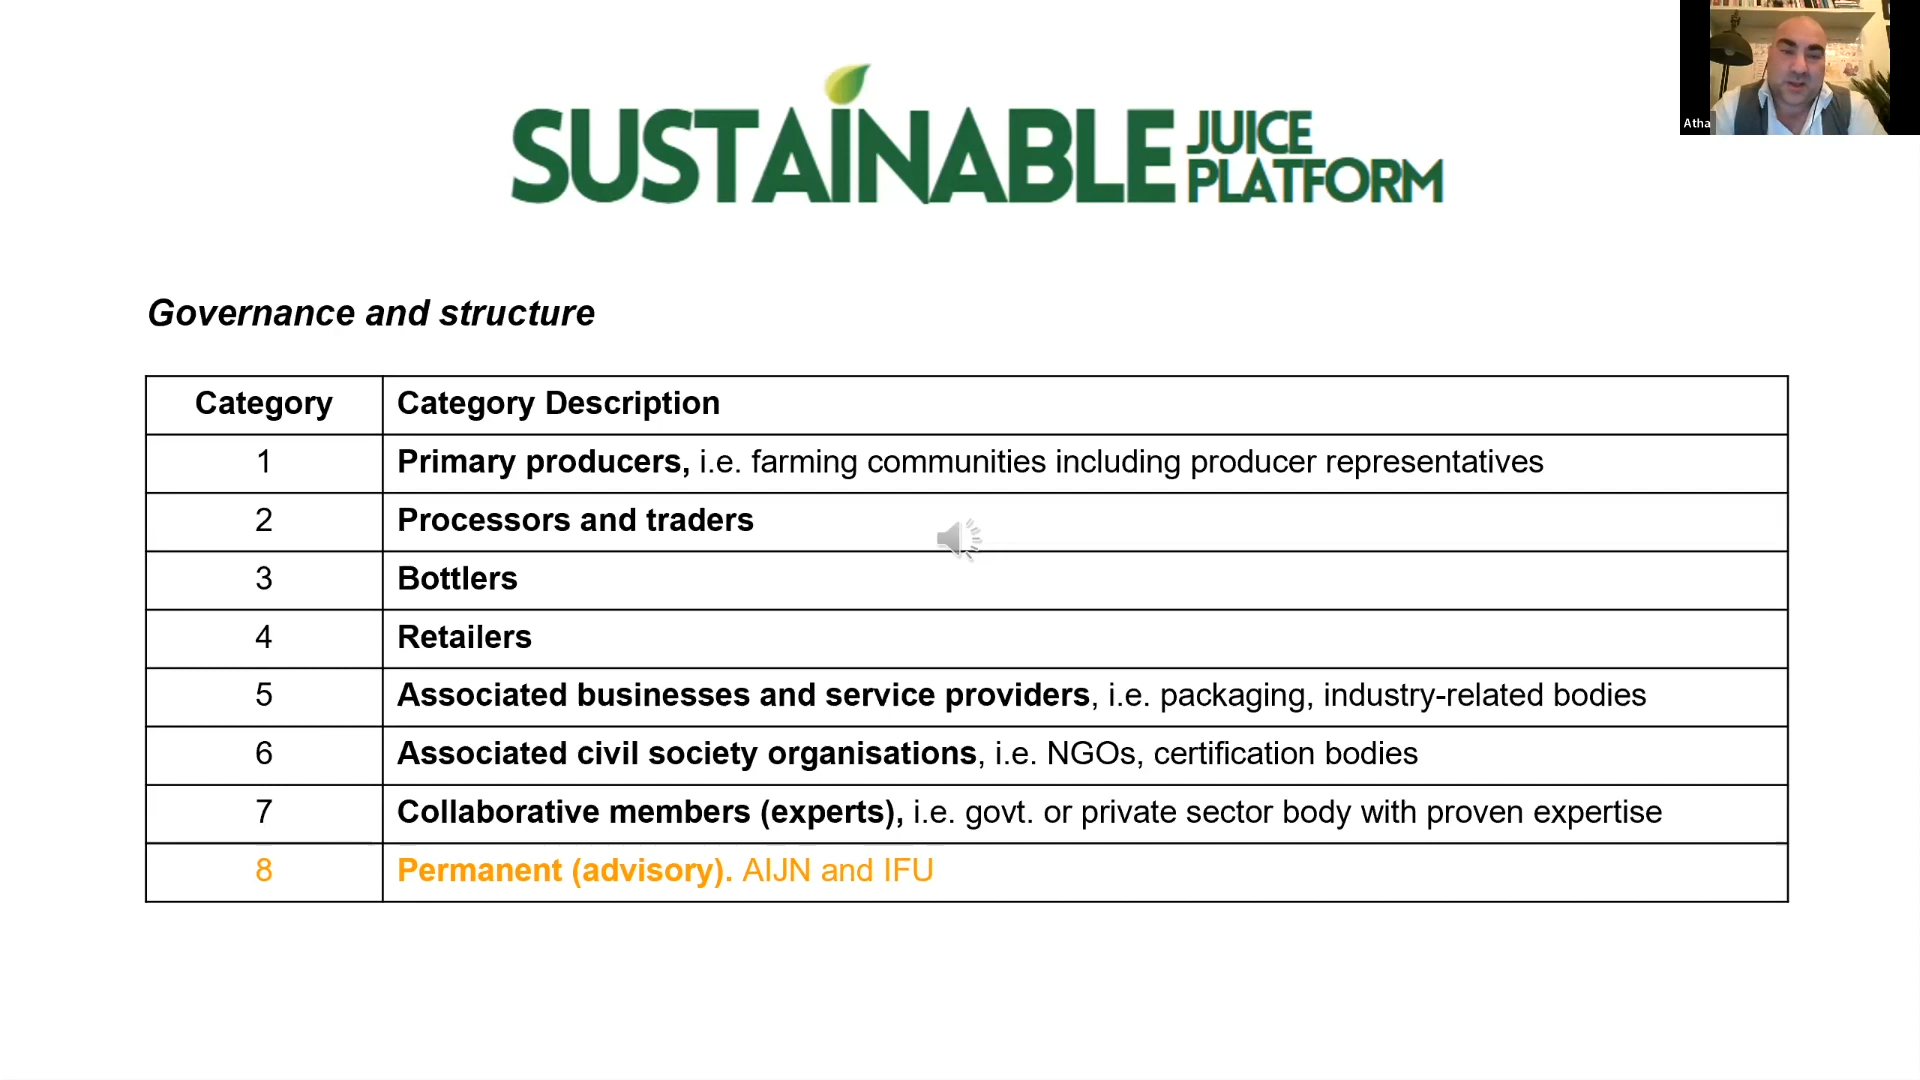 SUSTAINABLE JUICE PLATFORM
Atha
Governance and structure
Category Category Description
1 Primary producers, i.e. farming communities including producer representatives
2 Processors and traders
3 Bottlers
4 Retailers
5 Associated businesses and service providers, i.e. packaging, industry-related bodies
6 Associated civil society organisations, i.e. NGOs, certification bodies
7 Collaborative members (experts), i.e. govt. or private sector body with proven expertise
8 Permanent (advisory). AIJN and IFU